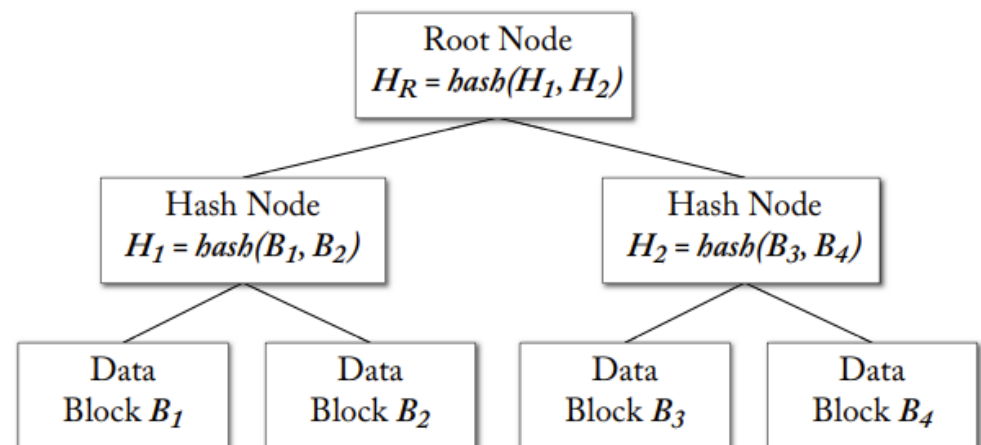 Root Node
H_R = hash(H_1, H_2)
Hash Node
H_1 = hash(B_1, B_2)
Hash Node
H_2 = hash(B_3, B_4)
Data
Block B_1
Data
Block B_2
Data
Block B_3
Data
Block B_4